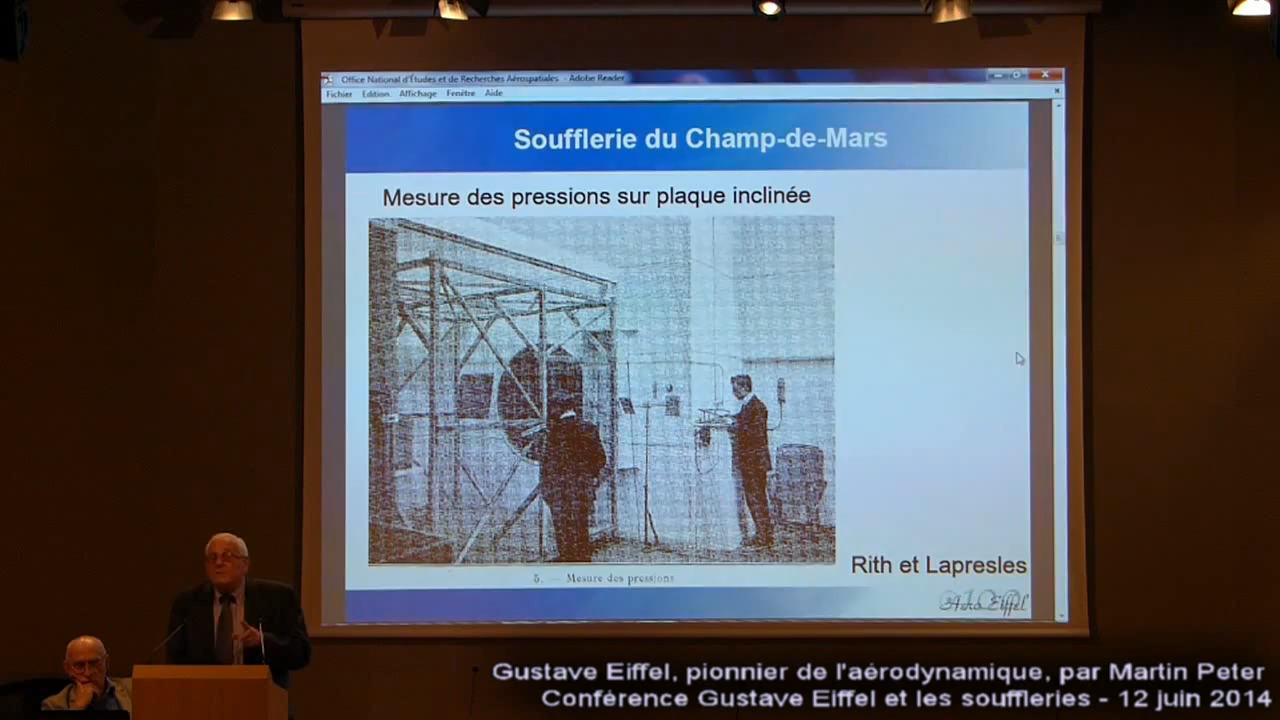 Office National d'Études et de Recherches Aérospatiales - Adobe Reader
Fichier Edition Affichage Fenêtre Aide
Soufflerie du Champ-de-Mars
Mesure des pressions sur plaque inclinée
5. — Mesure des pressions
Rith et Lapresles
Eiffel
Gustave Eiffel, pionnier de l'aérodynamique, par Martin Peter
Conférence Gustave Eiffel et les souffleries - 12 juin 2014